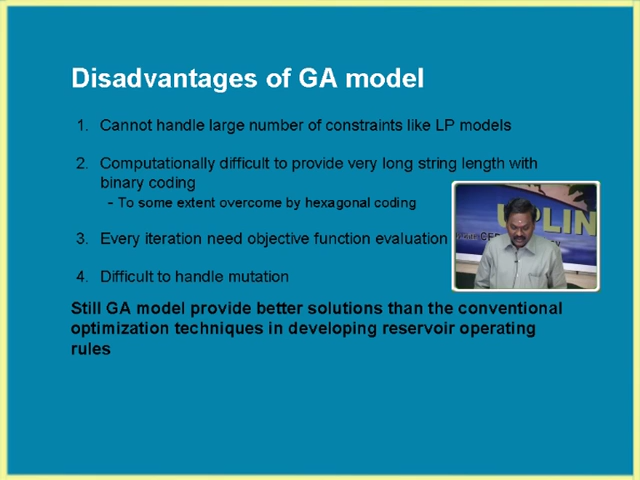 Disadvantages of GA model
1. Cannot handle large number of constraints like LP models
2. Computationally difficult to provide very long string length with
binary coding
- To some extent overcome by hexagonal coding
3. Every iteration need objective function evaluation
4. Difficult to handle mutation
Still GA model provide better solutions than the conventional
optimization techniques in developing reservoir operating
rules
UPLIN